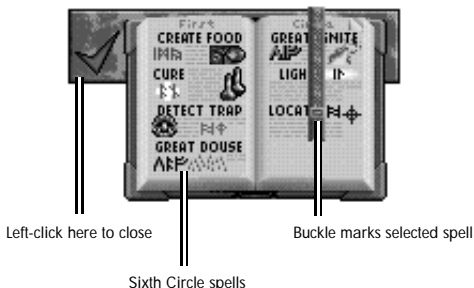 First
CREATE FOOD
CURE
DETECT TRAP
GREAT DOUSE
GREAT GNITE
LIGH
LOCAT
Left-click here to close
Buckle marks selected spell
Sixth Circle spells